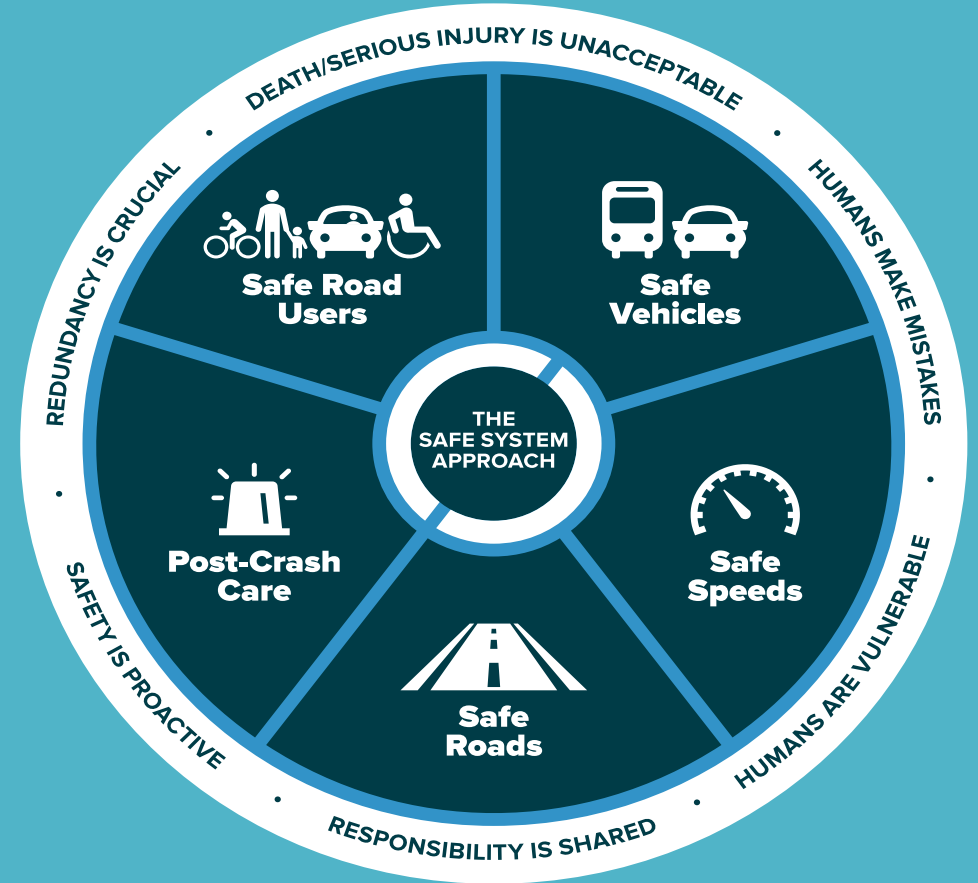 DEATH/SERIOUS INJURY IS UNACCEPTABLE
HUMANS MAKE MISTAKES
HUMANS ARE VULNERABLE
RESPONSIBILITY IS SHARED
SAFETY IS PROACTIVE
REDUNDANCY IS CRUCIAL
Safe Road
Users
Safe
Vehicles
Safe
Speeds
Safe
Roads
Post-Crash
Care
THE
SAFE SYSTEM
APPROACH